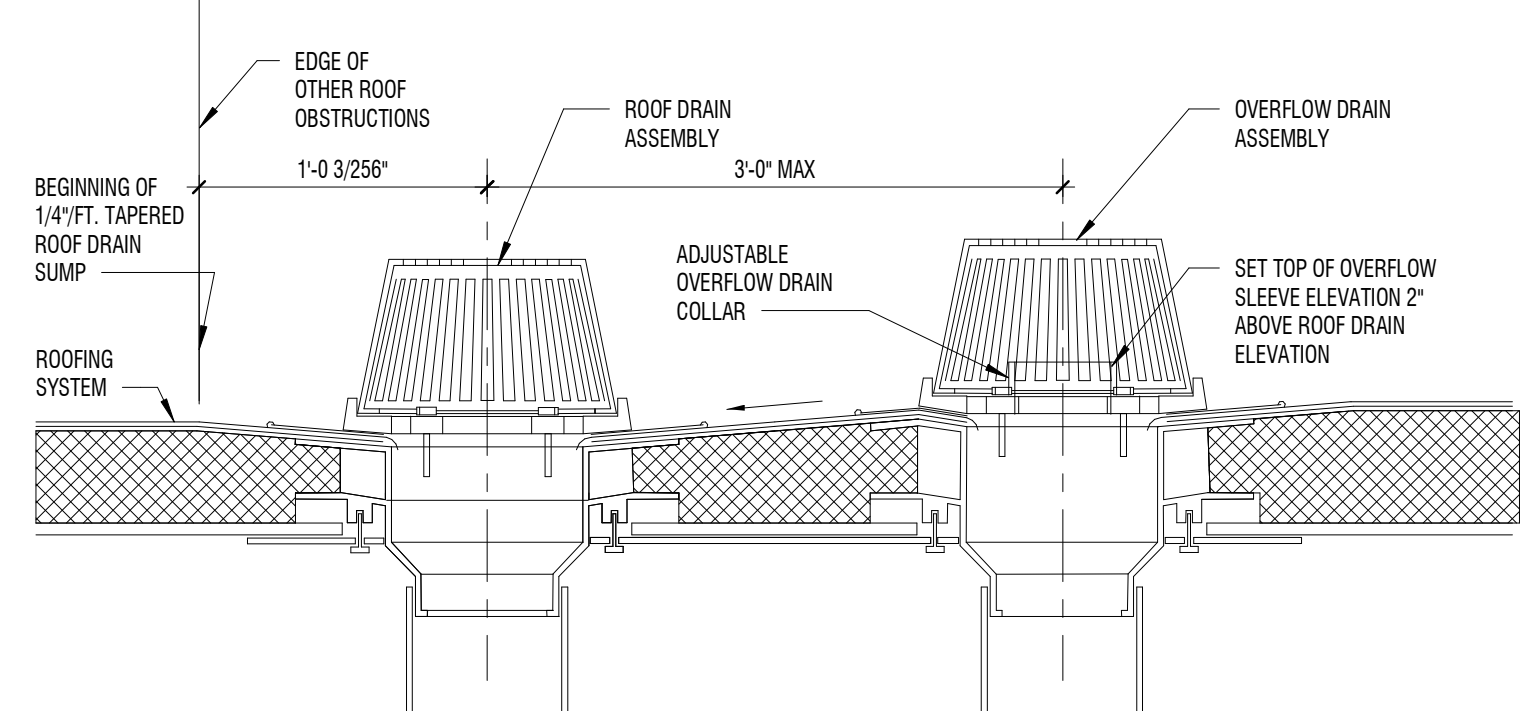 EDGE OF
OTHER ROOF
OBSTRUCTIONS
ROOF DRAIN
ASSEMBLY
OVERFLOW DRAIN
ASSEMBLY
1'-0 3/256"
3'-0" MAX
BEGINNING OF
1/4"/FT. TAPERED
ROOF DRAIN
SUMP
ADJUSTABLE
OVERFLOW DRAIN
COLLAR
SET TOP OF OVERFLOW
SLEEVE ELEVATION 2"
ABOVE ROOF DRAIN
ELEVATION
ROOFING
SYSTEM